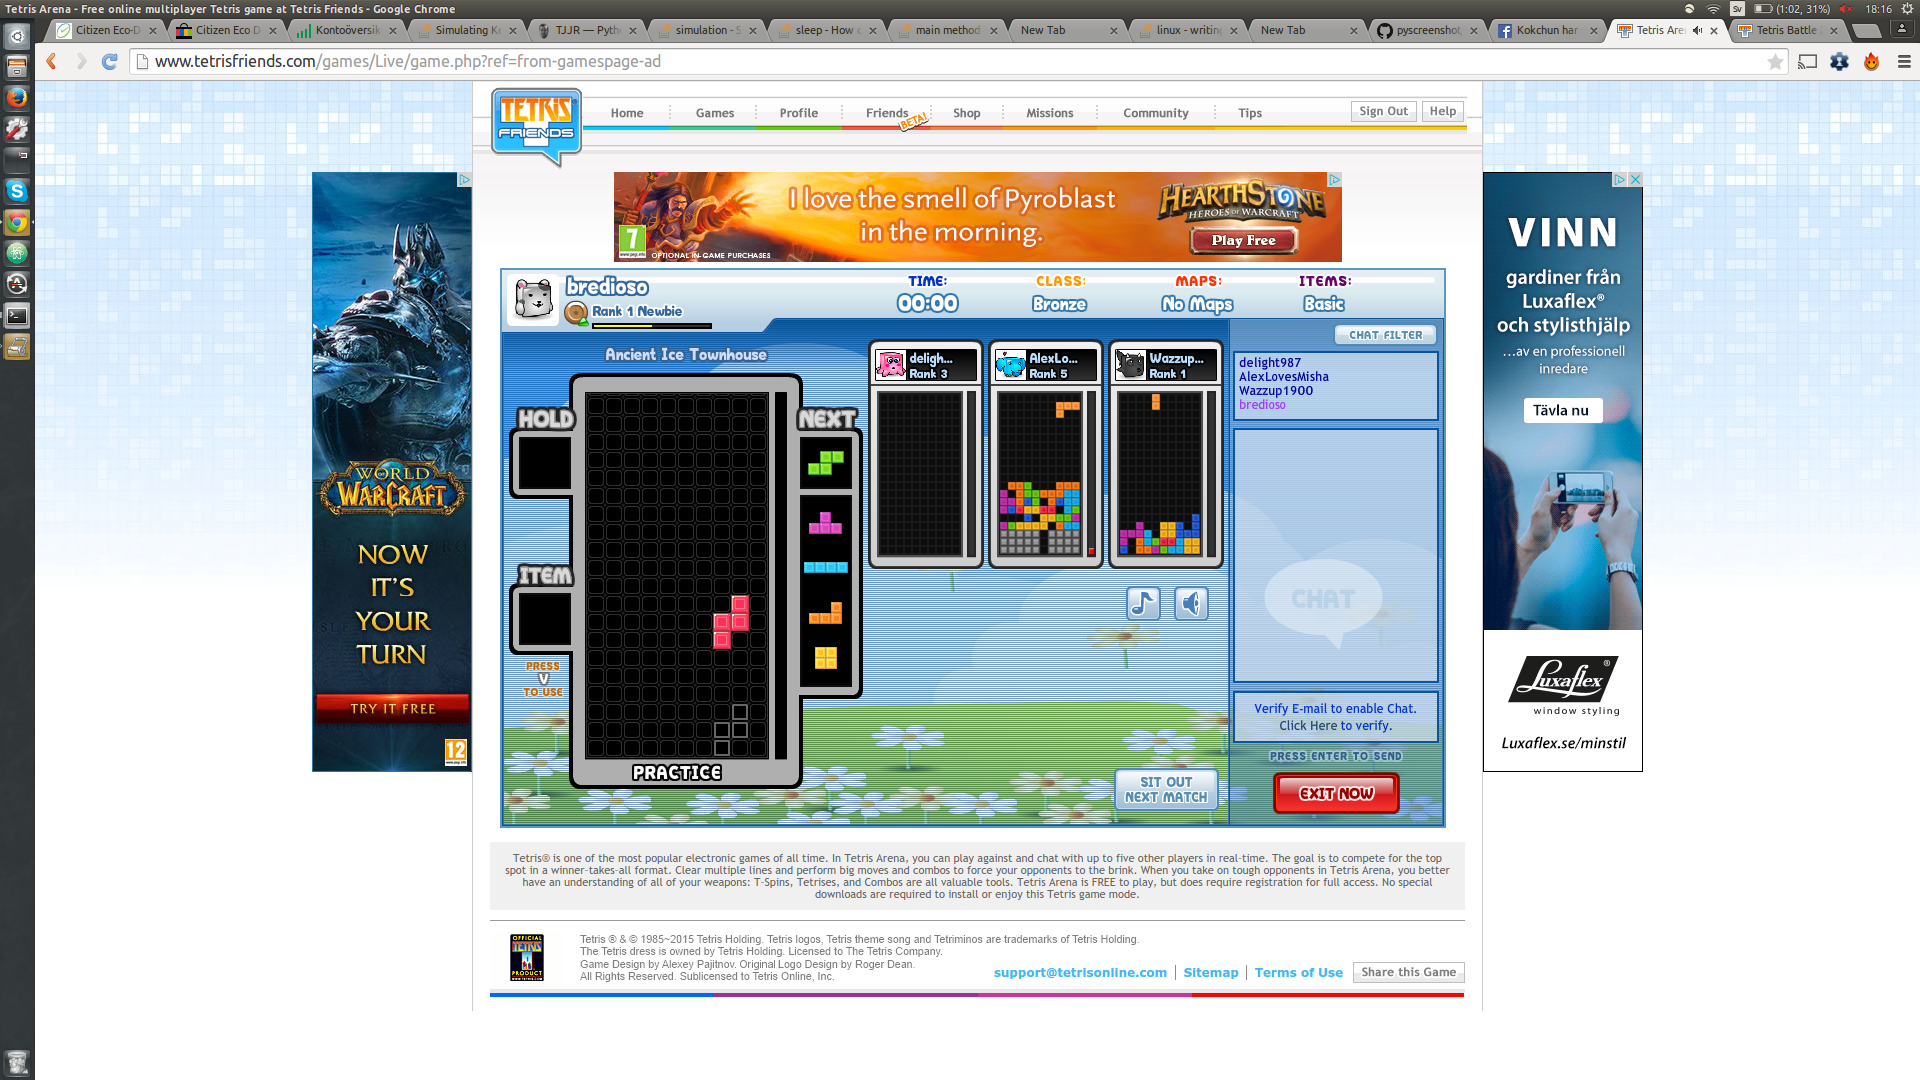 Tetris Arena - Free online multiplayer Tetris game at Tetris Friends - Google Chrome
Sv
(1:02, 31%)
18:16
Citizen Eco-D
Citizen Eco D
Kontoöversik
Simulating K
TJJR — Pyth
simulation - S
sleep - How
main method
New Tab
linux - writing
New Tab
pyscreenshot
Kokchun har
Tetris Are
Tetris Battle
www.tetrisfriends.com/games/Live/game.php?ref=from-gamespage-ad
TETRIS
FRIENDS
Home
Games
Profile
Friends
BETA!
Shop
Missions
Community
Tips
Sign Out
Help
I love the smell of Pyroblast
in the morning.
7
OPTIONAL IN-GAME PURCHASES
HEARTHSTONE
HEROES OF WARCRAFT
Play Free
WORLD
WARCRAFT
NOW
IT'S
YOUR
TURN
TRY IT FREE
12
bredioso
Rank 1 Newbie
TIME:
00:00
CLASS:
Bronze
MAPS:
No Maps
ITEMS:
Basic
Ancient Ice Townhouse
HOLD
NEXT
ITEM
PRESS
V
TO USE
PRACTICE
deligh...
Rank 3
AlexLo...
Rank 5
Wazzup...
Rank 1
CHAT FILTER
delight987
AlexLovesMisha
Wazzup1900
bredioso
CHAT
Verify E-mail to enable Chat.
Click Here to verify.
PRESS ENTER TO SEND
SIT OUT
NEXT MATCH
EXIT NOW
VINN
gardiner från
Luxaflex®
och stylisthjälp
...av en professionell
inredare
Tävla nu
Luxaflex®
window styling
Luxaflex.se/minstil
Tetris® is one of the most popular electronic games of all time. In Tetris Arena, you can play against and chat with up to five other players in real-time. The goal is to compete for the top
spot in a winner-takes-all format. Clear multiple lines and perform big moves and combos to force your opponents to the brink. When you take on tough opponents in Tetris Arena, you better
have an understanding of all of your weapons: T-Spins, Tetrises, and Combos are all valuable tools. Tetris Arena is FREE to play, but does require registration for full access. No special
downloads are required to install or enjoy this Tetris game mode.
OFFICIAL
TETRIS
PRODUCT
Tetris ® & © 1985~2015 Tetris Holding. Tetris logos, Tetris theme song and Tetriminos are trademarks of Tetris Holding.
The Tetris dress is owned by Tetris Holding. Licensed to The Tetris Company.
Game Design by Alexey Pajitnov. Original Logo Design by Roger Dean.
All Rights Reserved. Sublicensed to Tetris Online, Inc.
support@tetrisonline.com
Sitemap
Terms of Use
Share this Game